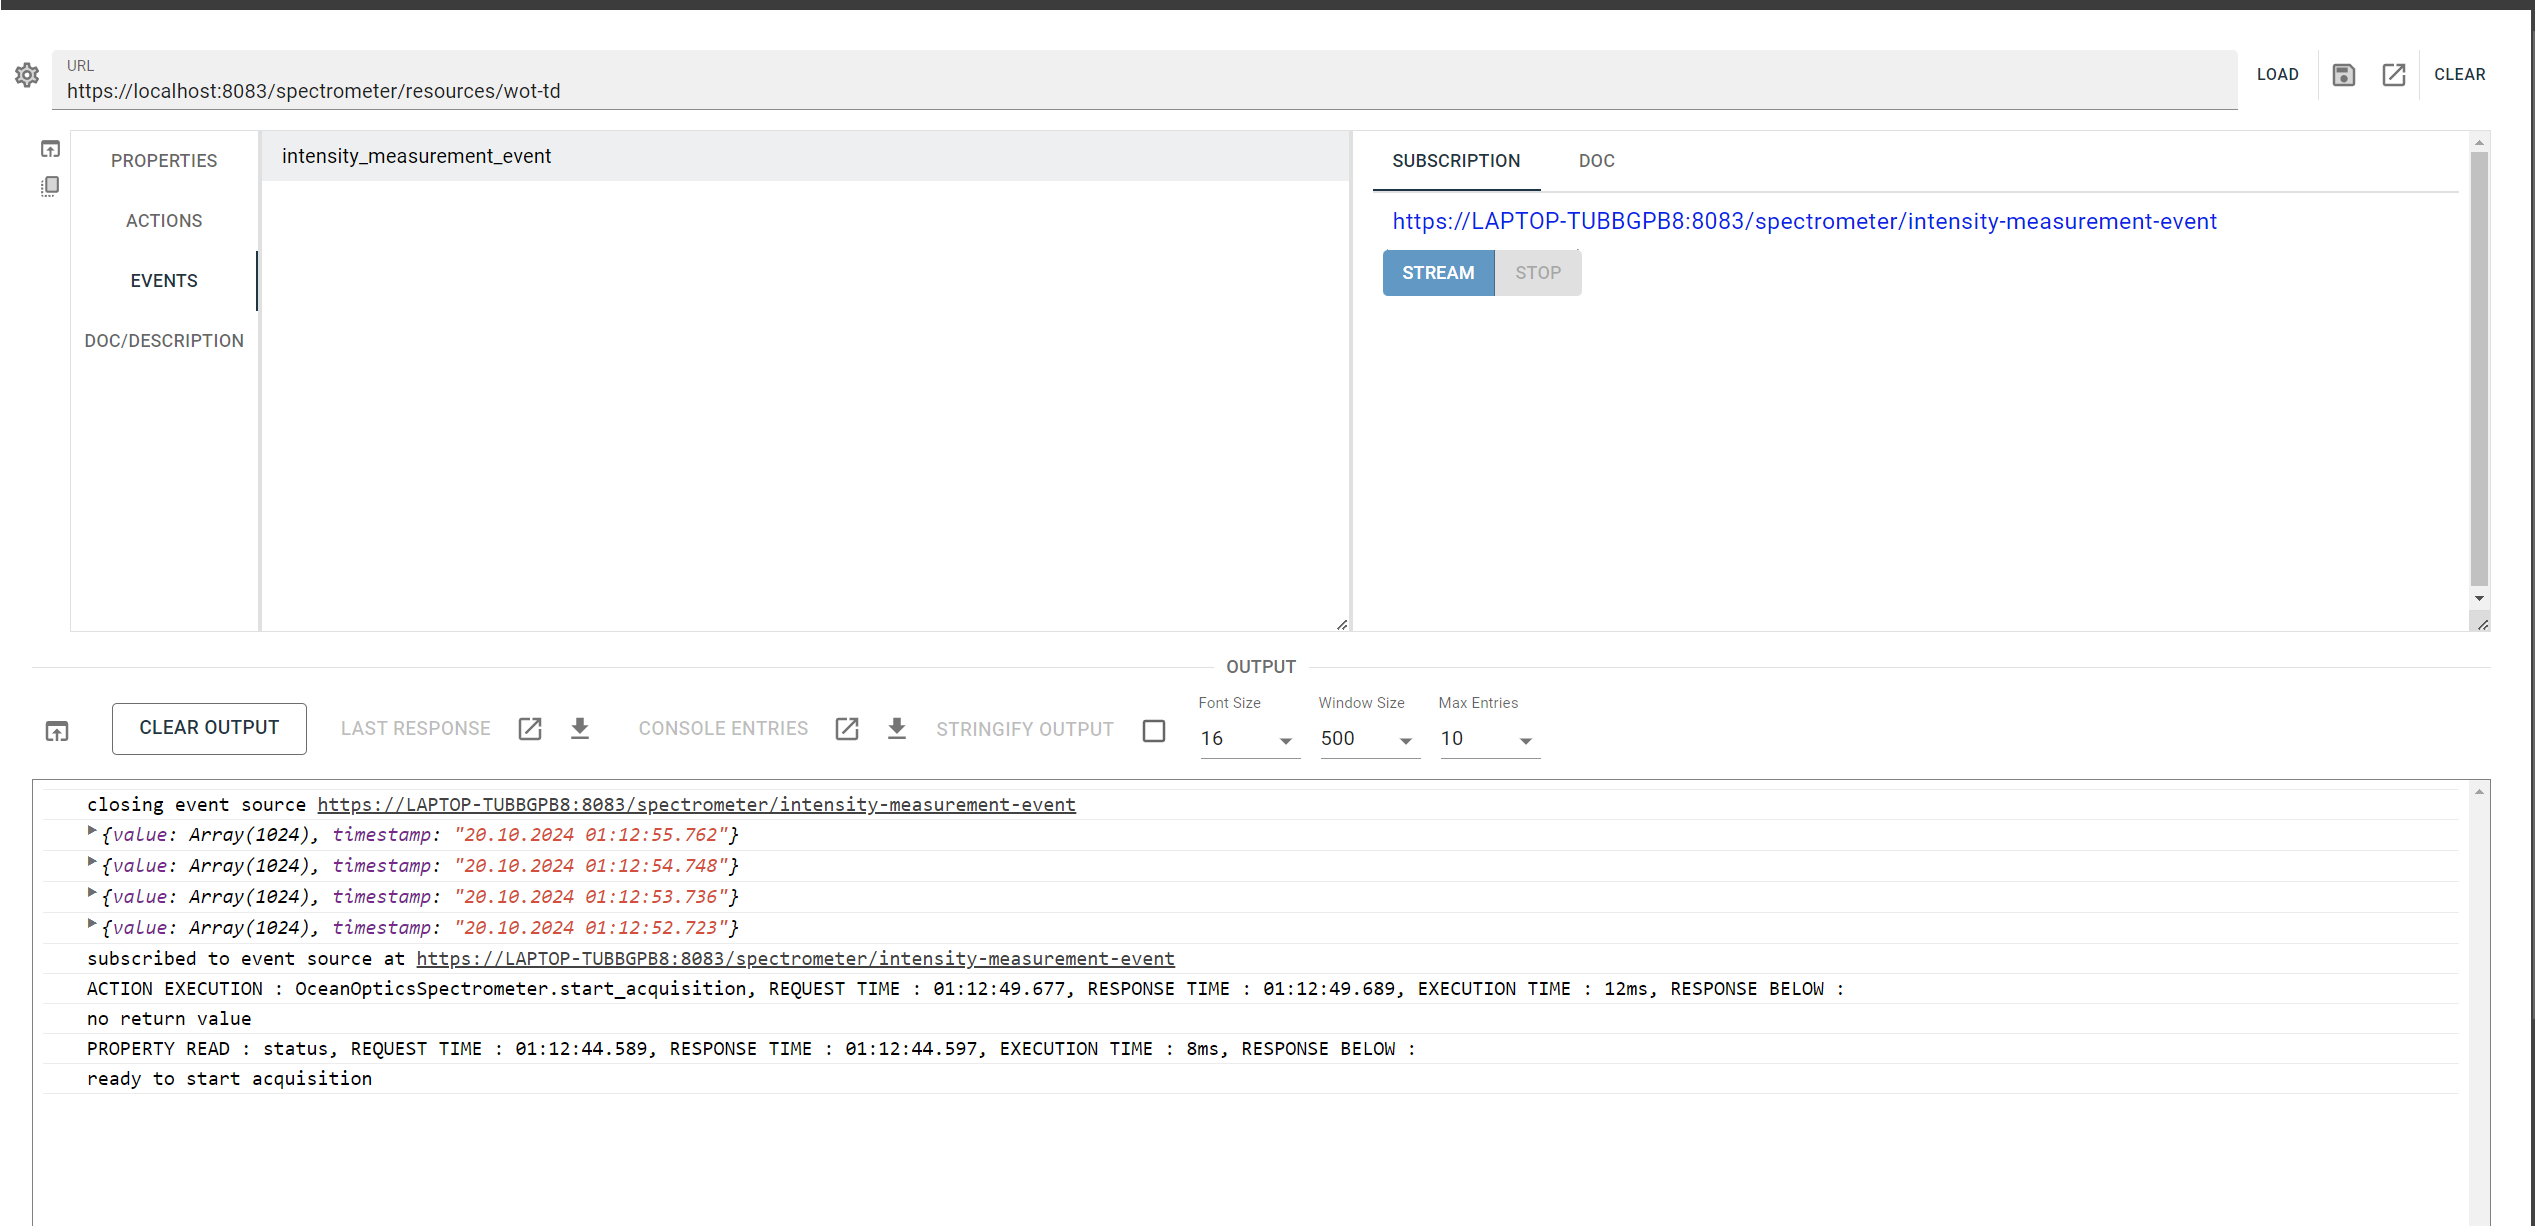 URL
https://localhost:8083/spectrometer/resources/wot-td
LOAD
CLEAR
PROPERTIES
ACTIONS
EVENTS
DOC/DESCRIPTION
intensity_measurement_event
SUBSCRIPTION DOC
https://LAPTOP-TUBBGPB8:8083/spectrometer/intensity-measurement-event
STREAM STOP
OUTPUT
CLEAR OUTPUT
LAST RESPONSE
CONSOLE ENTRIES
STRINGIFY OUTPUT
Font Size
16
Window Size
500
Max Entries
10
closing event source https://LAPTOP-TUBBGPB8:8083/spectrometer/intensity-measurement-event
{value: Array(1024), timestamp: "20.10.2024 01:12:55.762"}
{value: Array(1024), timestamp: "20.10.2024 01:12:54.748"}
{value: Array(1024), timestamp: "20.10.2024 01:12:53.736"}
{value: Array(1024), timestamp: "20.10.2024 01:12:52.723"}
subscribed to event source at https://LAPTOP-TUBBGPB8:8083/spectrometer/intensity-measurement-event
ACTION EXECUTION : OceanOpticsSpectrometer.start_acquisition, REQUEST TIME : 01:12:49.677, RESPONSE TIME : 01:12:49.689, EXECUTION TIME : 12ms, RESPONSE BELOW :
no return value
PROPERTY READ : status, REQUEST TIME : 01:12:44.589, RESPONSE TIME : 01:12:44.597, EXECUTION TIME : 8ms, RESPONSE BELOW :
ready to start acquisition